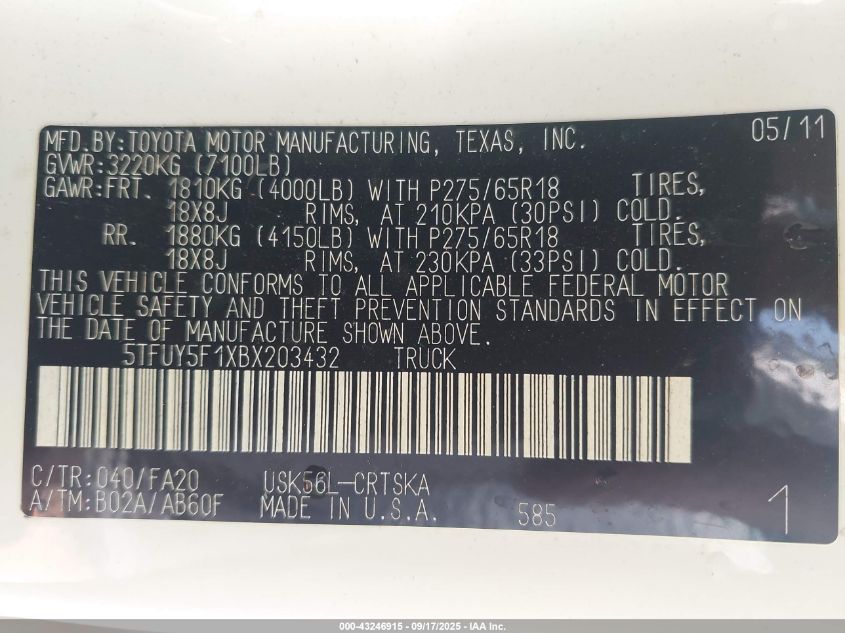 MFD. BY: TOYOTA MOTOR MANUFACTURING, TEXAS, INC. 05/11
GVWR: 3220KG (7100LB)
GAWR: FRT. 1810KG (4000LB) WITH P275/65R18 TIRES,
18X8J RIMS, AT 210KPA (30PSI) COLD.
RR. 1880KG (4150LB) WITH P275/65R18 TIRES,
18X8J RIMS, AT 230KPA (33PSI) COLD.
THIS VEHICLE CONFORMS TO ALL APPLICABLE FEDERAL MOTOR
VEHICLE SAFETY AND THEFT PREVENTION STANDARDS IN EFFECT ON
THE DATE OF MANUFACTURE SHOWN ABOVE.
5TFUY5F1XBX203432 TRUCK
C/TR: 040/FA20 USK56L-CRTSKA
A/TM: B02A/AB60F MADE IN U.S.A. 585 1
000-43246915 - 09/17/2025 - IAA Inc.